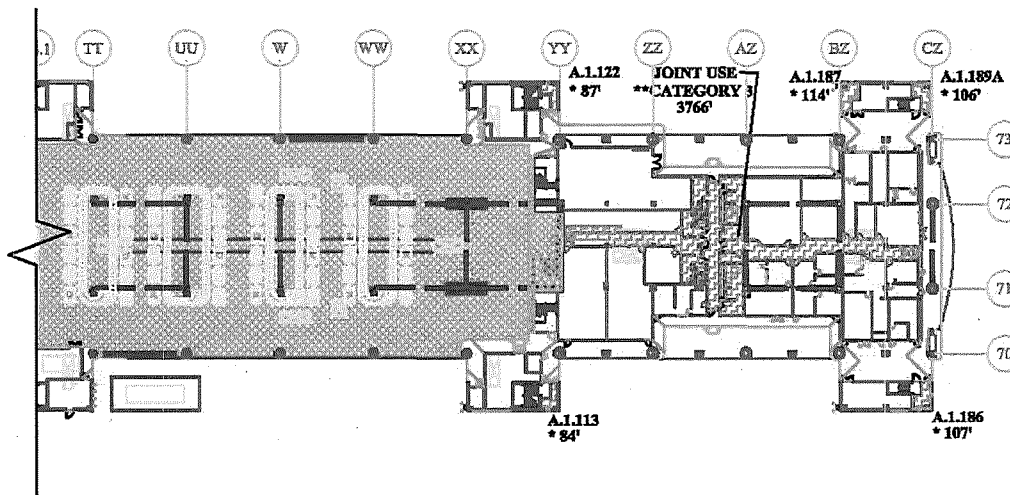 TT UU W WW XX YY ZZ AZ BZ CZ
A.1.122
* 87'
JOINT USE
**CATEGORY 3
3766'
A.1.187
* 114'
A.1.189A
* 106'
73
72
71
70
A.1.113
* 84'
A.1.186
* 107'